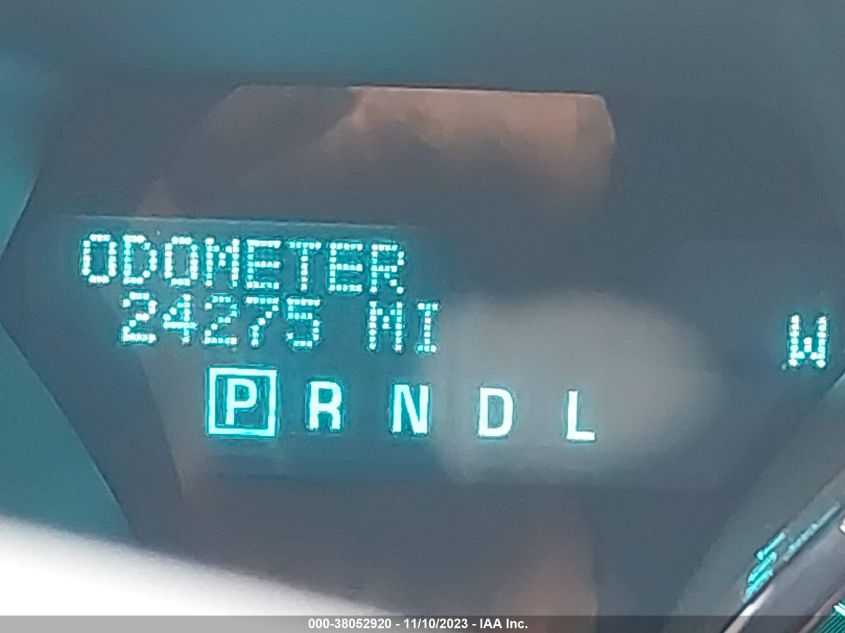 ODOMETER
24275 MI
W
P R N D L
000-38052920 - 11/10/2023 - IAA Inc.